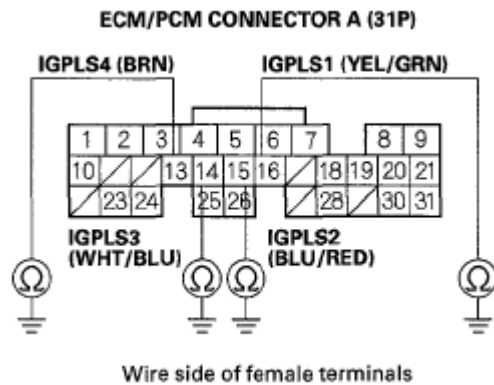 ECM/PCM CONNECTOR A (31P)
IGPLS4 (BRN) IGPLS1 (YEL/GRN)
1 2 3 4 5 6 7 8 9
10 13 14 15 16 18 19 20 21
23 24 25 26 28 30 31
IGPLS3 IGPLS2
(WHT/BLU) (BLU/RED)
Ω Ω Ω Ω
Wire side of female terminals